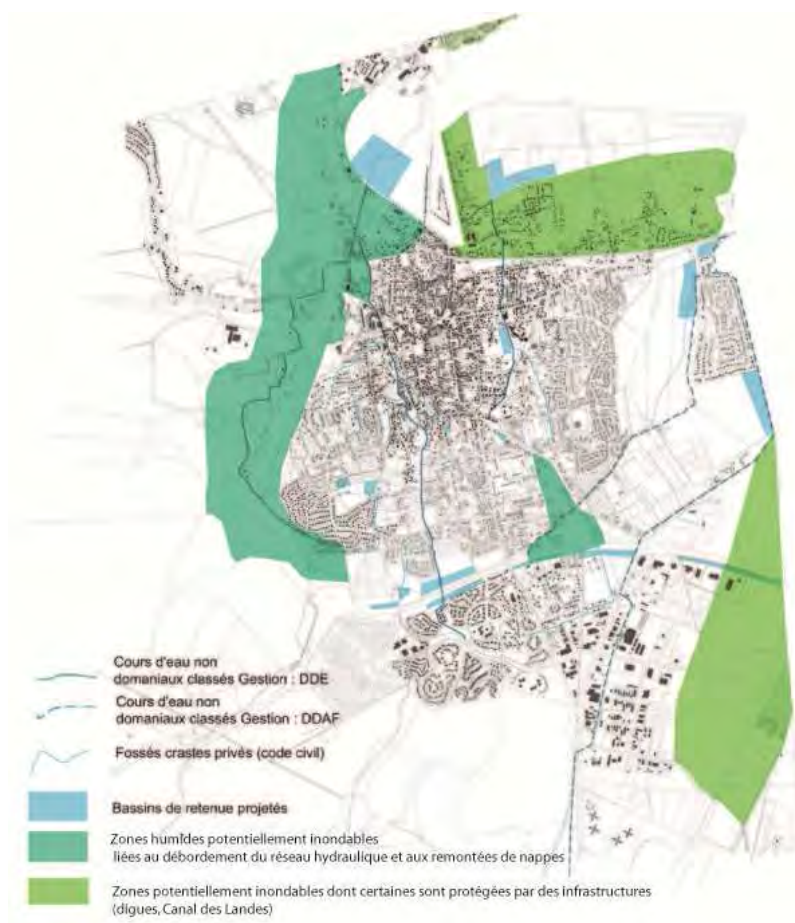 Cours d'eau non
domaniaux classés Gestion : DDE
Cours d'eau non
domaniaux classés Gestion : DDAF
Fossés crastes privés (code civil)
Bassins de retenue projetés
Zones humides potentiellement inondables
liées au débordement du réseau hydraulique et aux remontées de nappes
Zones potentiellement inondables dont certaines sont protégées par des infrastructures
(digues, Canal des Landes)